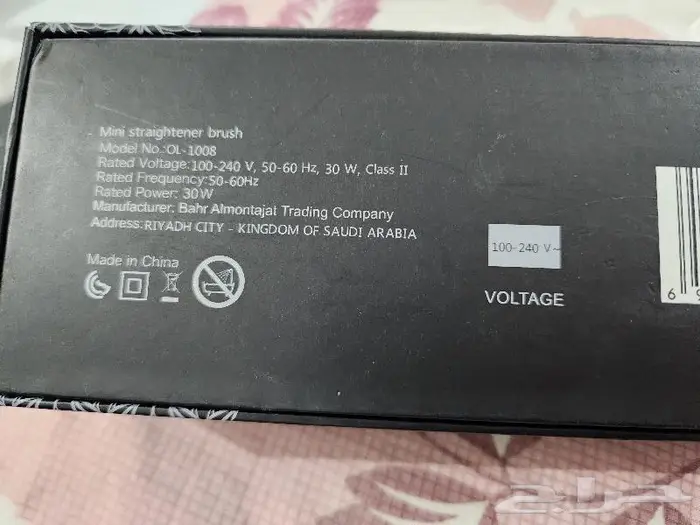 Mini straightener brush
Model No.:OL-1008
Rated Voltage:100-240 V, 50-60 Hz, 30 W, Class II
Rated Frequency:50-60Hz
Rated Power: 30W
Manufacturer: Bahr Almontajat Trading Company
Address:RIYADH CITY - KINGDOM OF SAUDI ARABIA
Made in China
100-240 V~
VOLTAGE
6
حراج